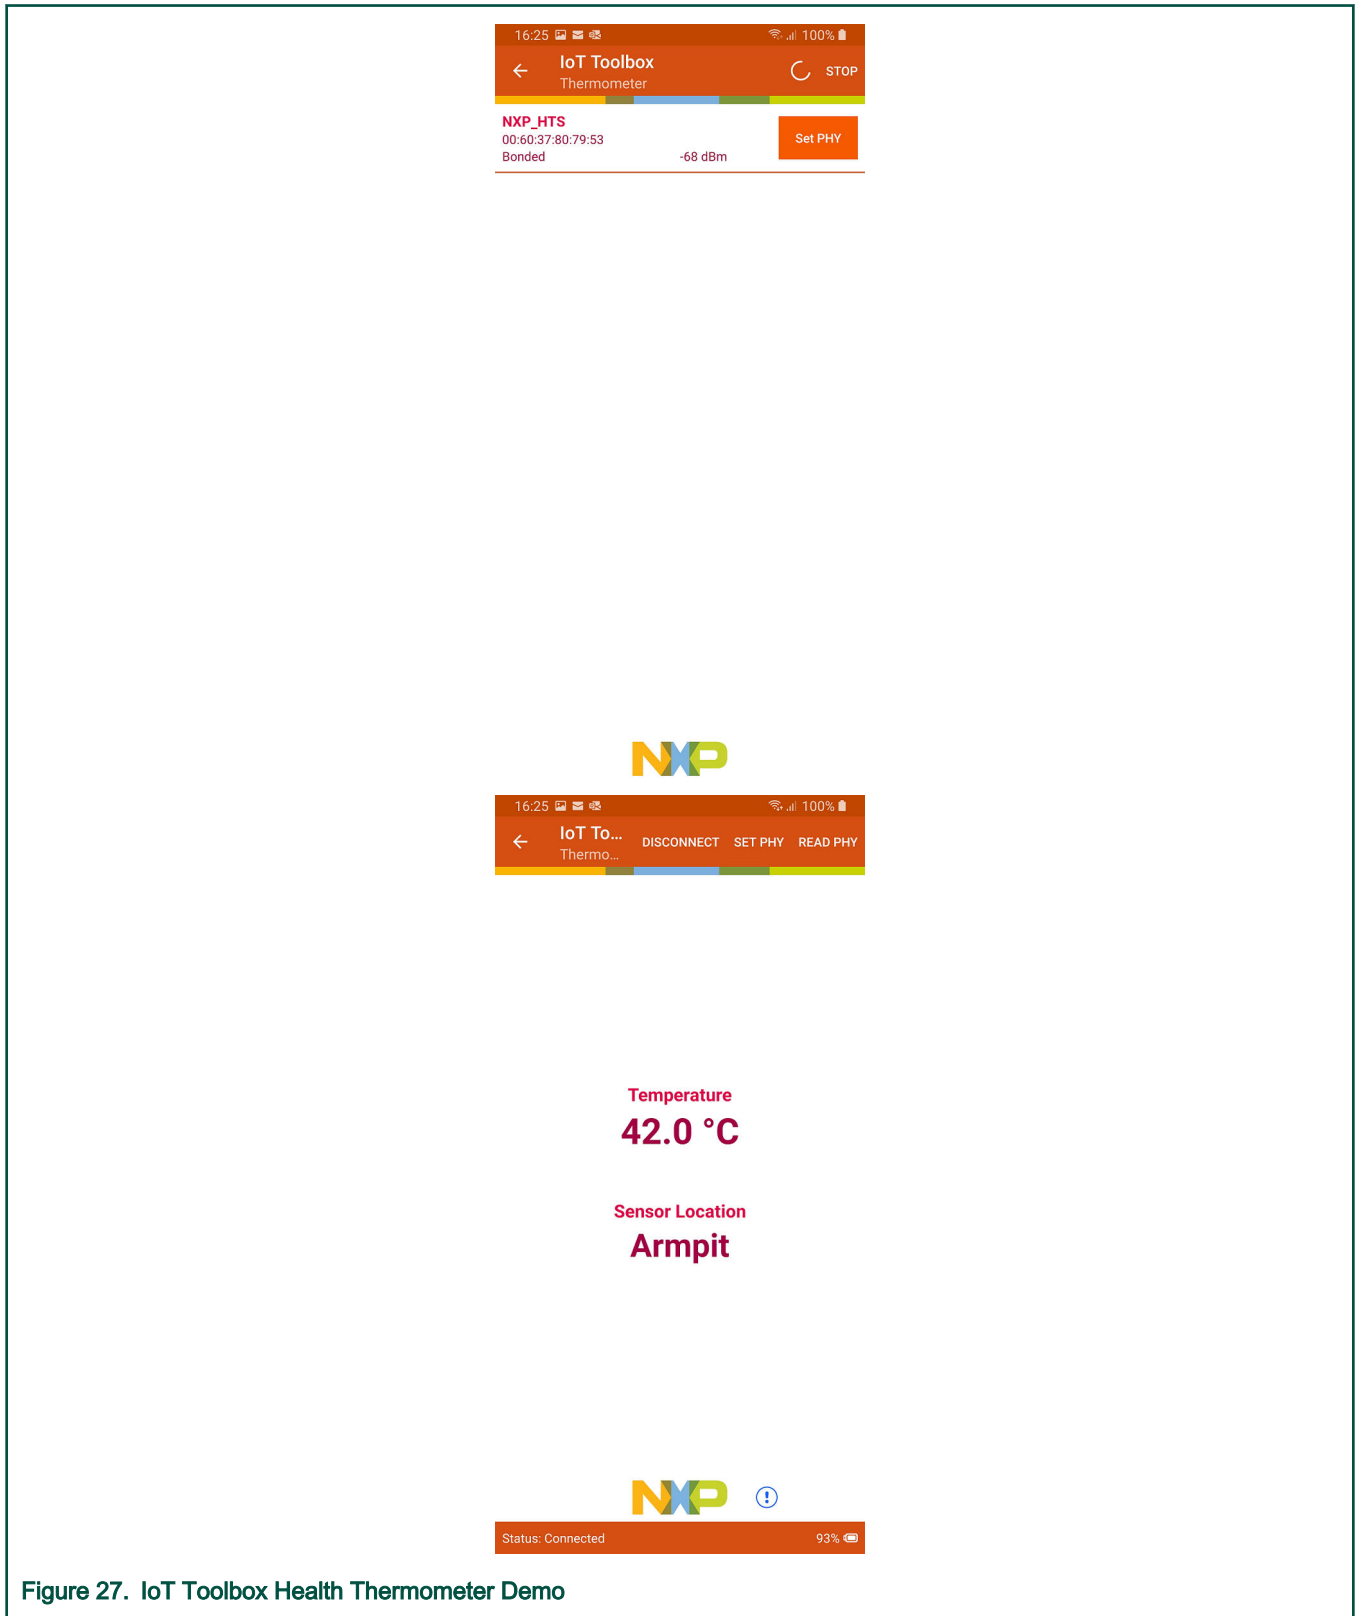 16:25 100%
IoT Toolbox
Thermometer
STOP
NXP_HTS
00:60:37:80:79:53
Bonded -68 dBm
Set PHY
NXP
16:25 100%
IoT To...
Thermo...
DISCONNECT SET PHY READ PHY
Temperature
42.0 °C
Sensor Location
Armpit
NXP
Status: Connected 93%
Figure 27. IoT Toolbox Health Thermometer Demo